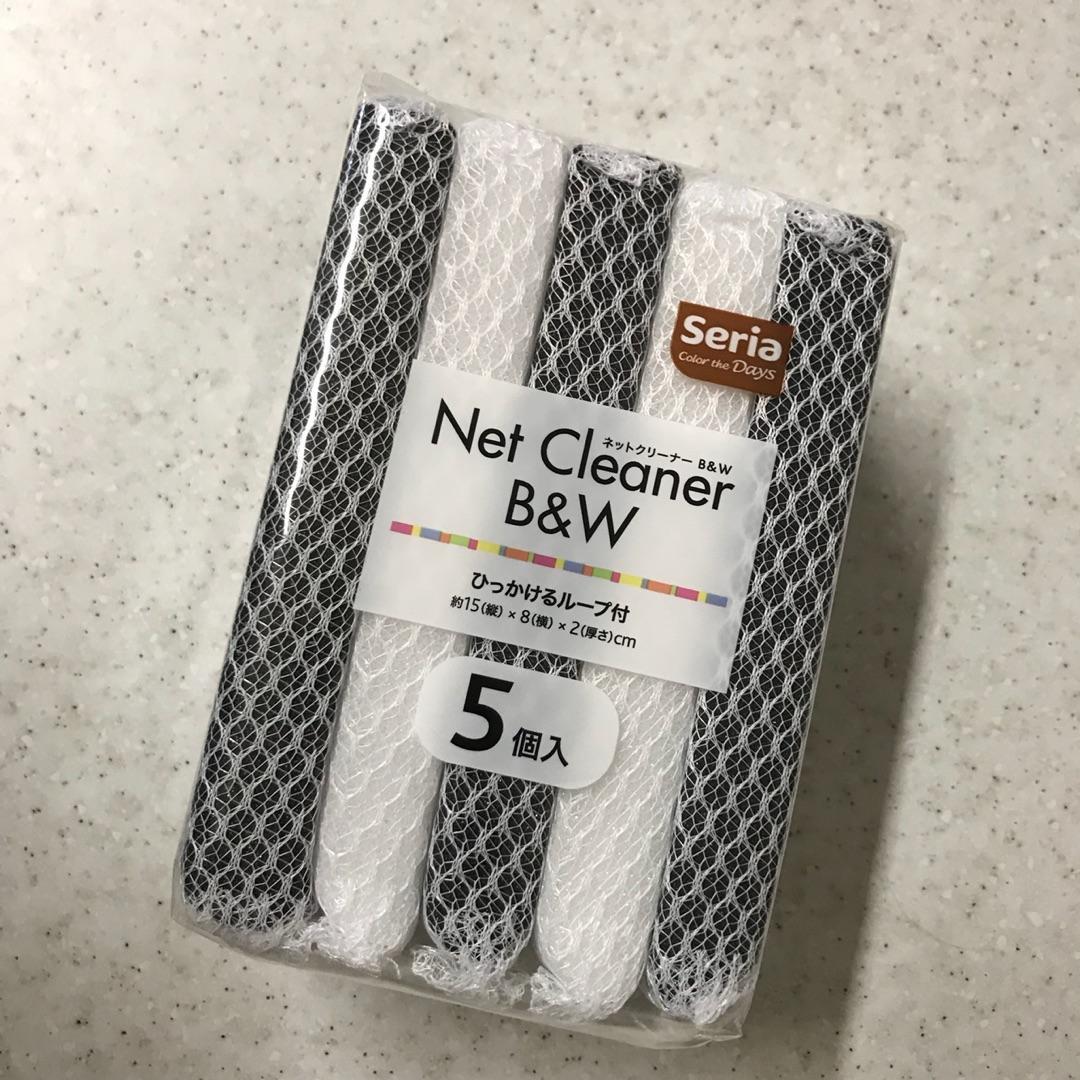 Seria
Color the Days
Net Cleaner
ネットクリーナー B&W
B&W
ひっかけるループ付
約15(縦)×8(横)×2(厚さ)cm
5個入